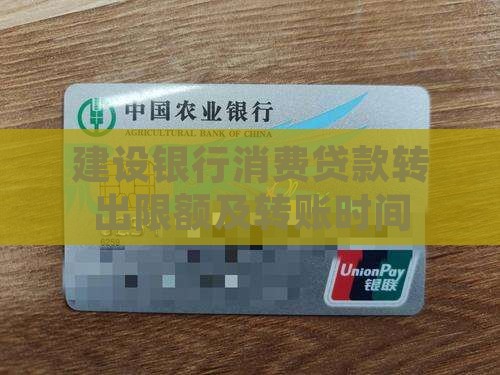 中国农业银行
AGRICULTURAL BANK OF CHINA
建设银行消费贷款转
出限额及转账时间
6259
UnionPay
银联